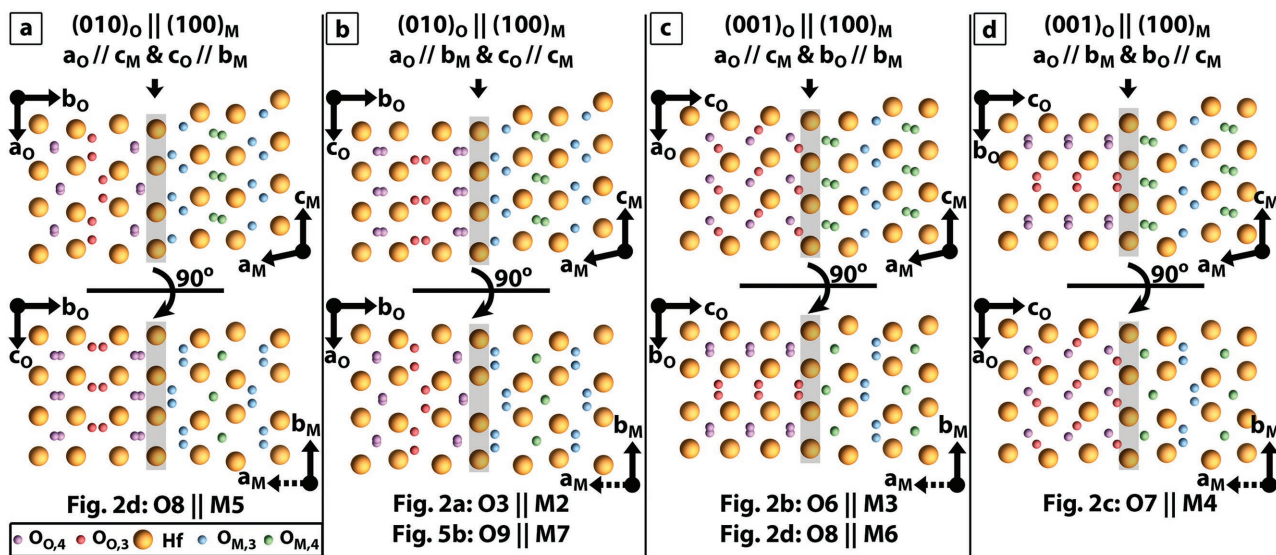 a
(010)O || (100)M
aO // cM & cO // bM
bO
aO
cM
aM
90o
bO
cO
bM
aM
Fig. 2d: O8 || M5
b
(010)O || (100)M
aO // bM & cO // cM
bO
cO
cM
aM
90o
bO
aO
bM
aM
Fig. 2a: O3 || M2
Fig. 5b: O9 || M7
c
(001)O || (100)M
aO // cM & bO // bM
cO
aO
cM
aM
90o
cO
bO
bM
aM
Fig. 2b: O6 || M3
Fig. 2d: O8 || M6
d
(001)O || (100)M
aO // bM & bO // cM
cO
bO
cM
aM
90o
cO
aO
bM
aM
Fig. 2c: O7 || M4
OO,4 OO,3 Hf OM,3 OM,4